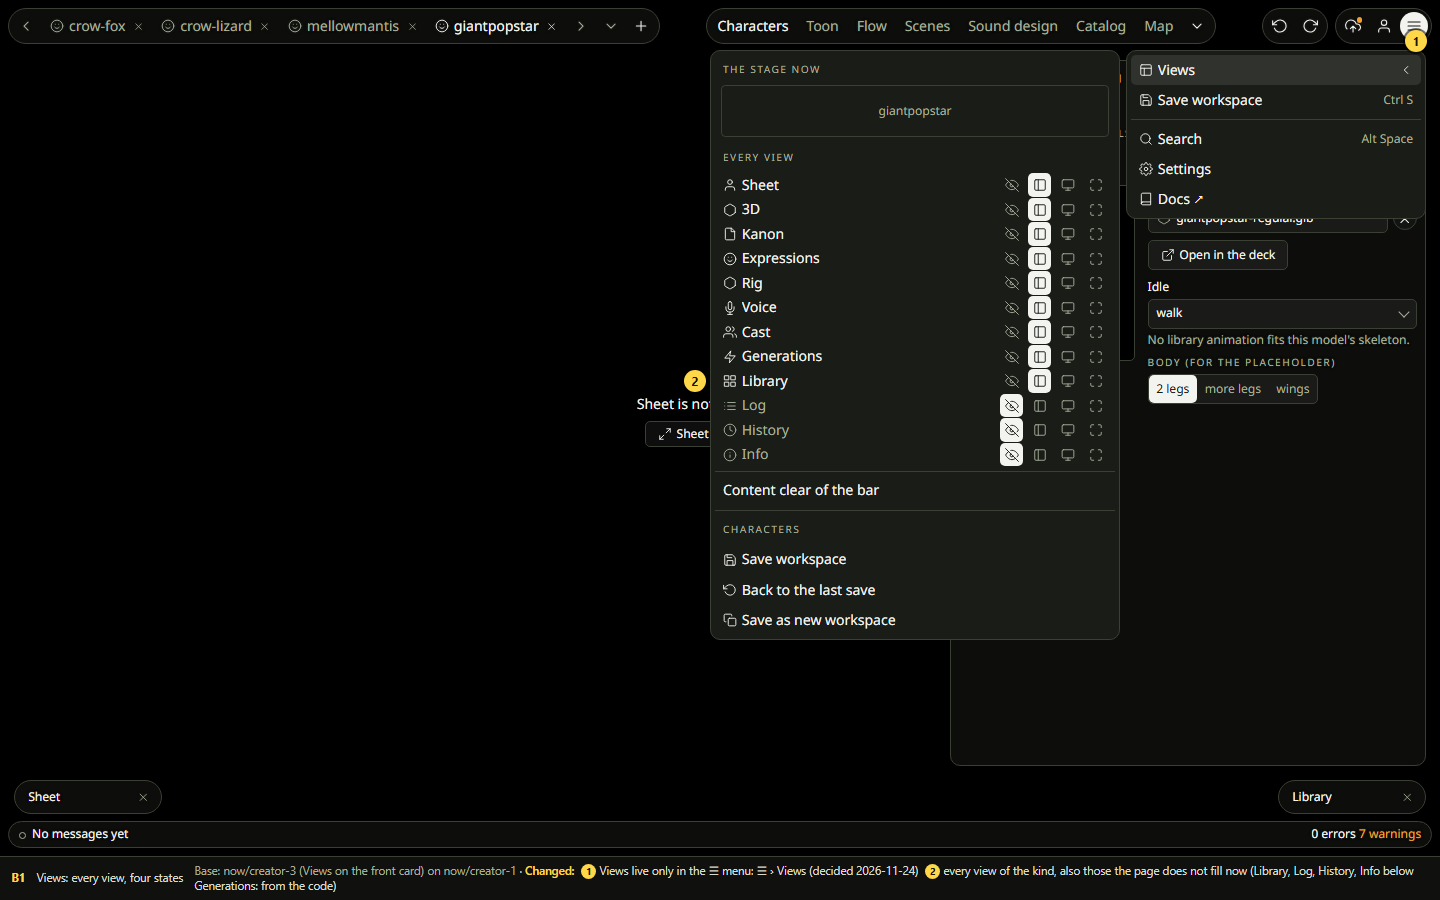 crow-fox
crow-lizard
mellowmantis
giantpopstar
Characters
Toon
Flow
Scenes
Sound design
Catalog
Map
1
THE STAGE NOW
giantpopstar
EVERY VIEW
Sheet
3D
Kanon
Expressions
Rig
Voice
Cast
Generations
Library
Log
History
Info
Content clear of the bar
CHARACTERS
Save workspace
Back to the last save
Save as new workspace
Views
Save workspace Ctrl S
Search Alt Space
Settings
Docs ↗
giantpopstar-regular.glb
Open in the deck
Idle
walk
No library animation fits this model's skeleton.
BODY (FOR THE PLACEHOLDER)
2 legs more legs wings
2
Sheet is no
Sheet
Sheet
Library
No messages yet
0 errors 7 warnings
B1 Views: every view, four states
Base: now/creator-3 (Views on the front card) on now/creator-1 · Changed: 1 Views live only in the ☰ menu: ☰ › Views (decided 2026-11-24) 2 every view of the kind, also those the page does not fill now (Library, Log, History, Info below
Generations: from the code)